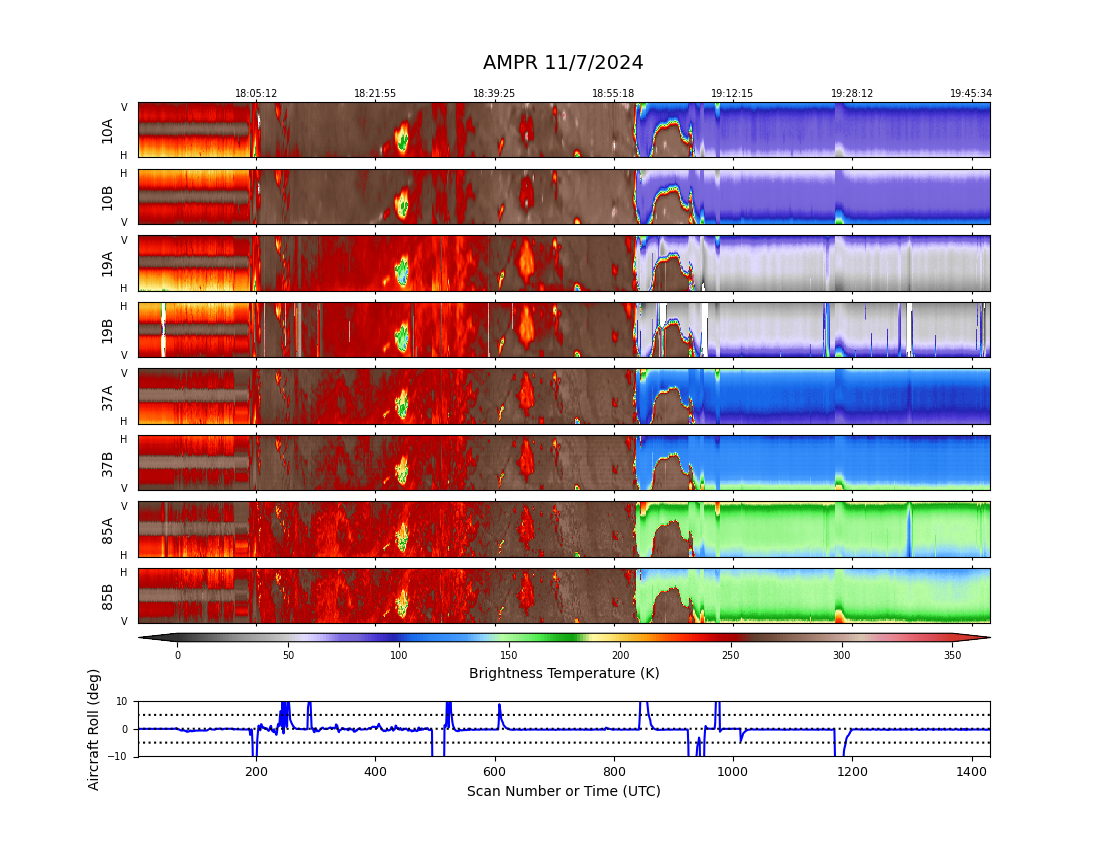 AMPR 11/7/2024
18:05:12 18:21:55 18:39:25 18:55:18 19:12:15 19:28:12 19:45:34
V
10A
H
H
10B
V
V
19A
H
H
19B
V
V
37A
H
H
37B
V
V
85A
H
H
85B
V
0 50 100 150 200 250 300 350
Brightness Temperature (K)
Aircraft Roll (deg)
10
0
−10
200 400 600 800 1000 1200 1400
Scan Number or Time (UTC)